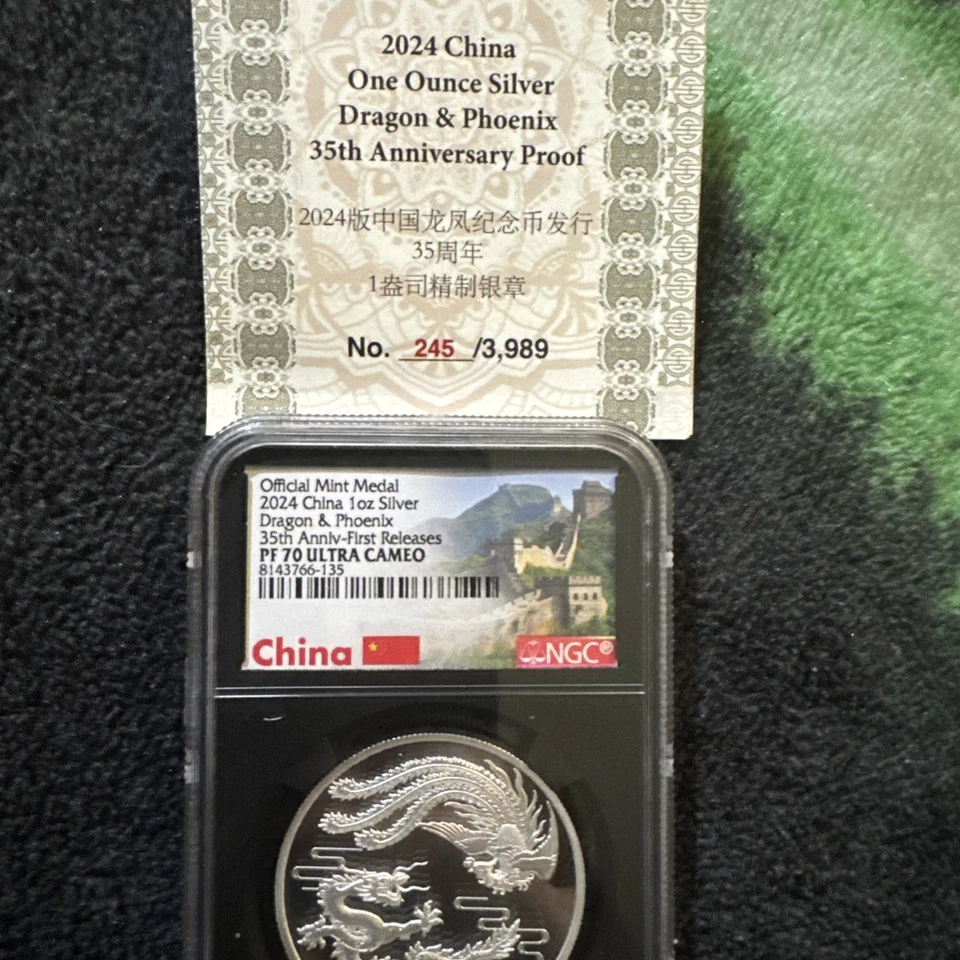 2024 China
One Ounce Silver
Dragon & Phoenix
35th Anniversary Proof
2024版中国龙凤纪念币发行
35周年
1盎司精制银章
No. 245 /3,989
Official Mint Medal
2024 China 1oz Silver
Dragon & Phoenix
35th Anniv-First Releases
PF 70 ULTRA CAMEO
8143766-135
China
NGC®